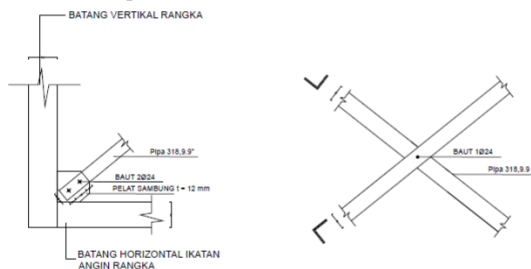 BATANG VERTIKAL RANGKA
Pipa 318,9.9"
BAUT 2Ø24
PELAT SAMBUNG t = 12 mm
BATANG HORIZONTAL IKATAN
ANGIN RANGKA
BAUT 1Ø24
Pipa 318,9.9